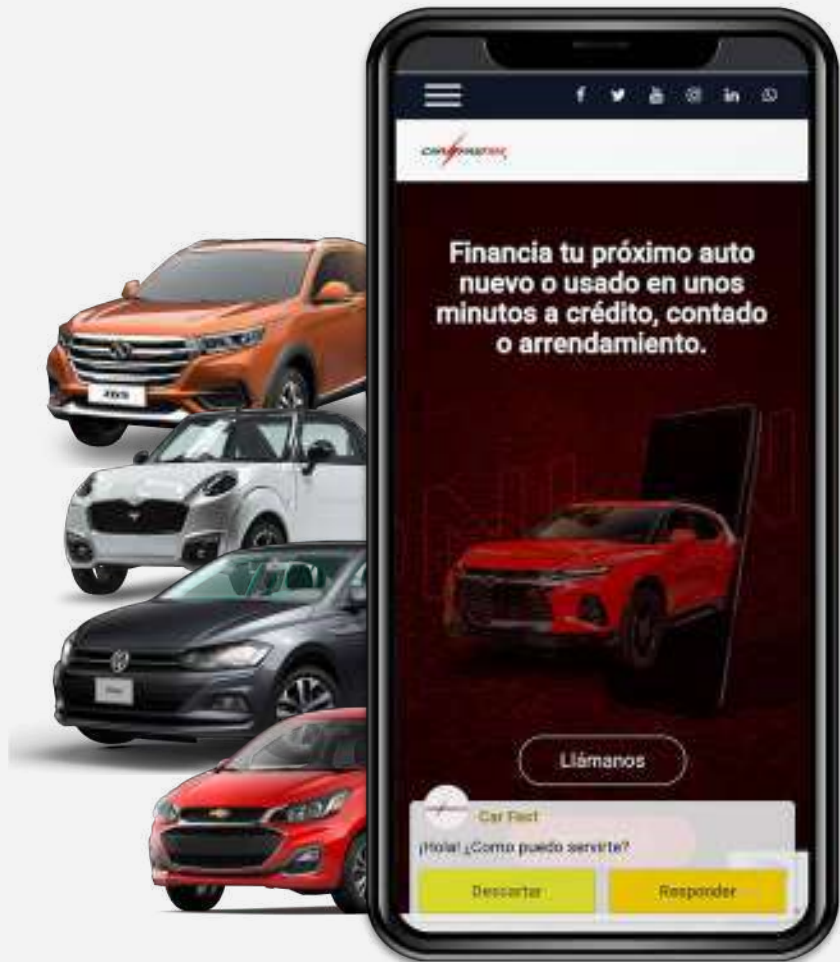 Financia tu próximo auto
nuevo o usado en unos
minutos a crédito, contado
o arrendamiento.
Llámanos
Car Fast
¡Hola! ¿Como puedo servirte?
Descartar
Responder